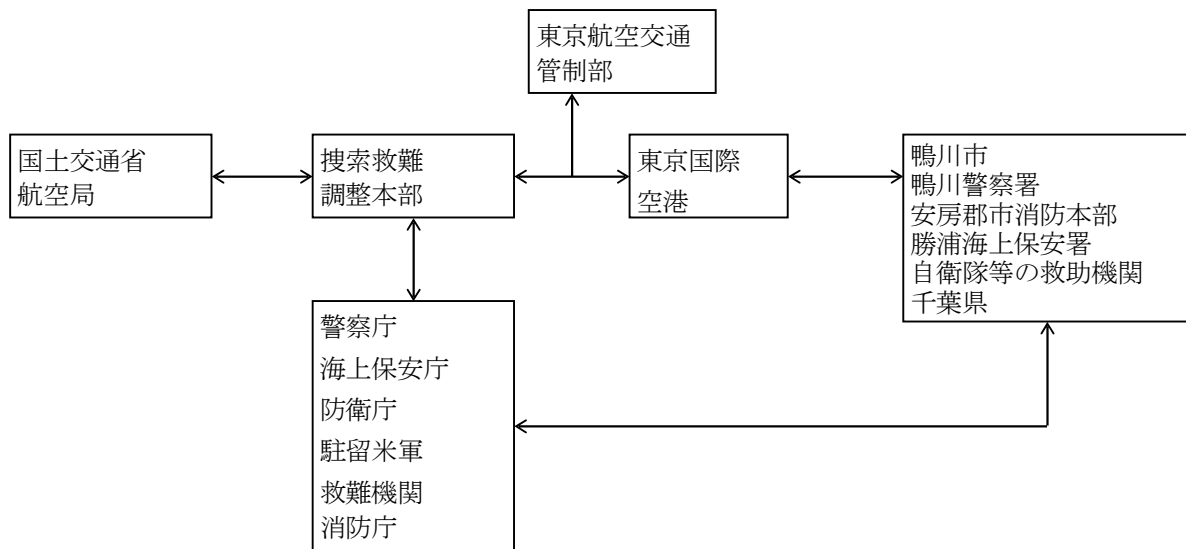 東京航空交通
管制部
国土交通省
航空局
捜索救難
調整本部
東京国際
空港
鴨川市
鴨川警察署
安房郡市消防本部
勝浦海上保安署
自衛隊等の救助機関
千葉県
警察庁
海上保安庁
防衛庁
駐留米軍
救難機関
消防庁